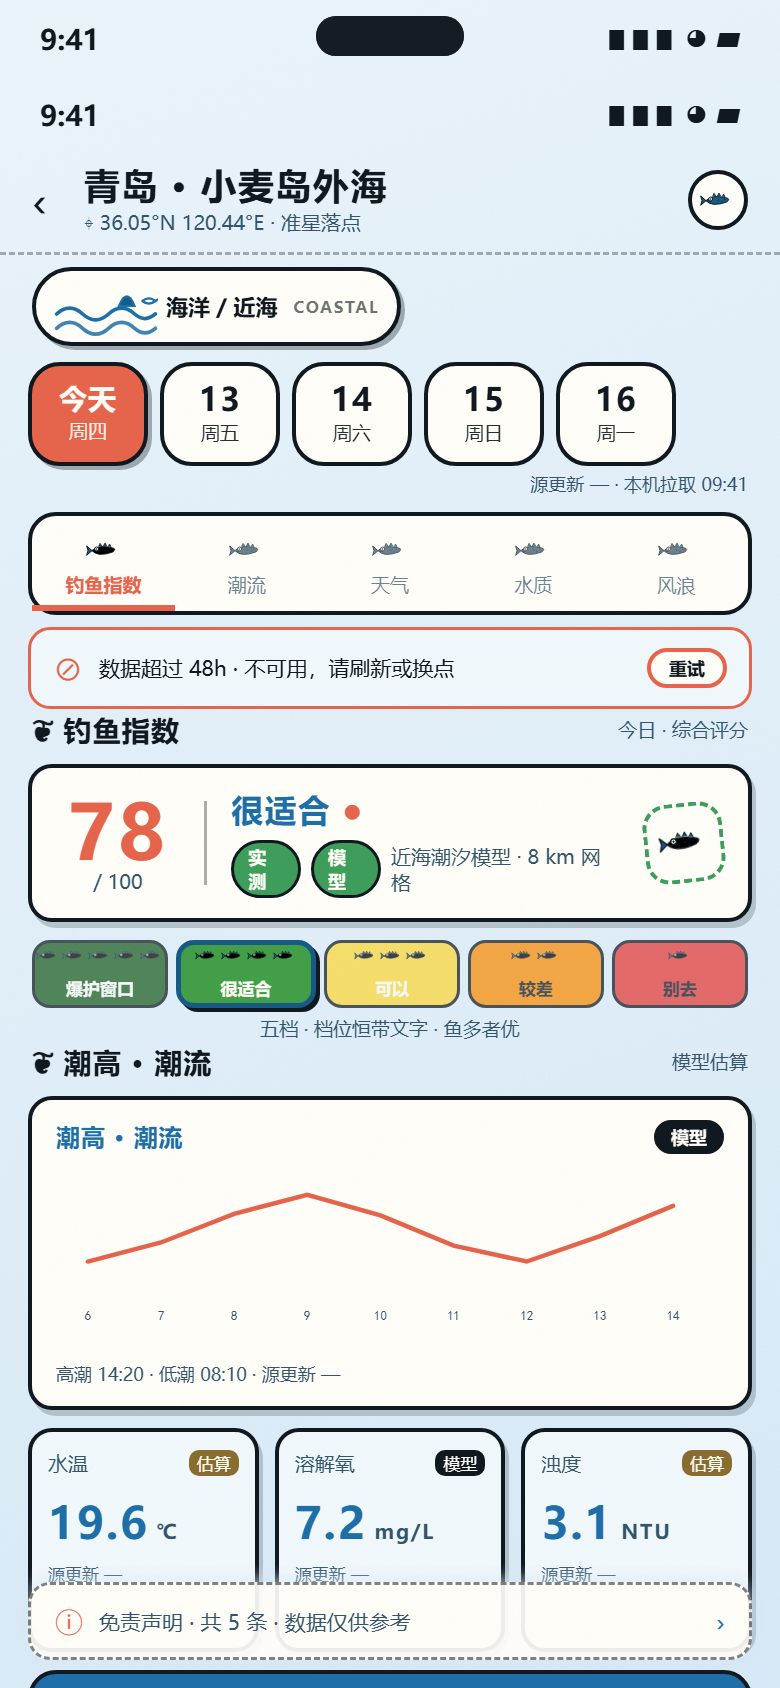 9:41
9:41
‹ 青岛 · 小麦岛外海
36.05°N 120.44°E · 准星落点
海洋 / 近海 COASTAL
今天 13 14 15 16
周四 周五 周六 周日 周一
源更新 — · 本机拉取 09:41
钓鱼指数 潮流 天气 水质 风浪
数据超过 48h · 不可用，请刷新或换点 重试
钓鱼指数 今日 · 综合评分
78
/ 100
很适合
实测 模型 近海潮汐模型 · 8 km 网格
爆护窗口 很适合 可以 较差 别去
五档 · 档位恒带文字 · 鱼多者优
潮高 · 潮流 模型估算
潮高 · 潮流 模型
6 7 8 9 10 11 12 13 14
高潮 14:20 · 低潮 08:10 · 源更新 —
水温 估算 溶解氧 模型 浊度 估算
19.6 ℃ 7.2 mg/L 3.1 NTU
源更新 — 源更新 — 源更新 —
免责声明 · 共 5 条 · 数据仅供参考 ›